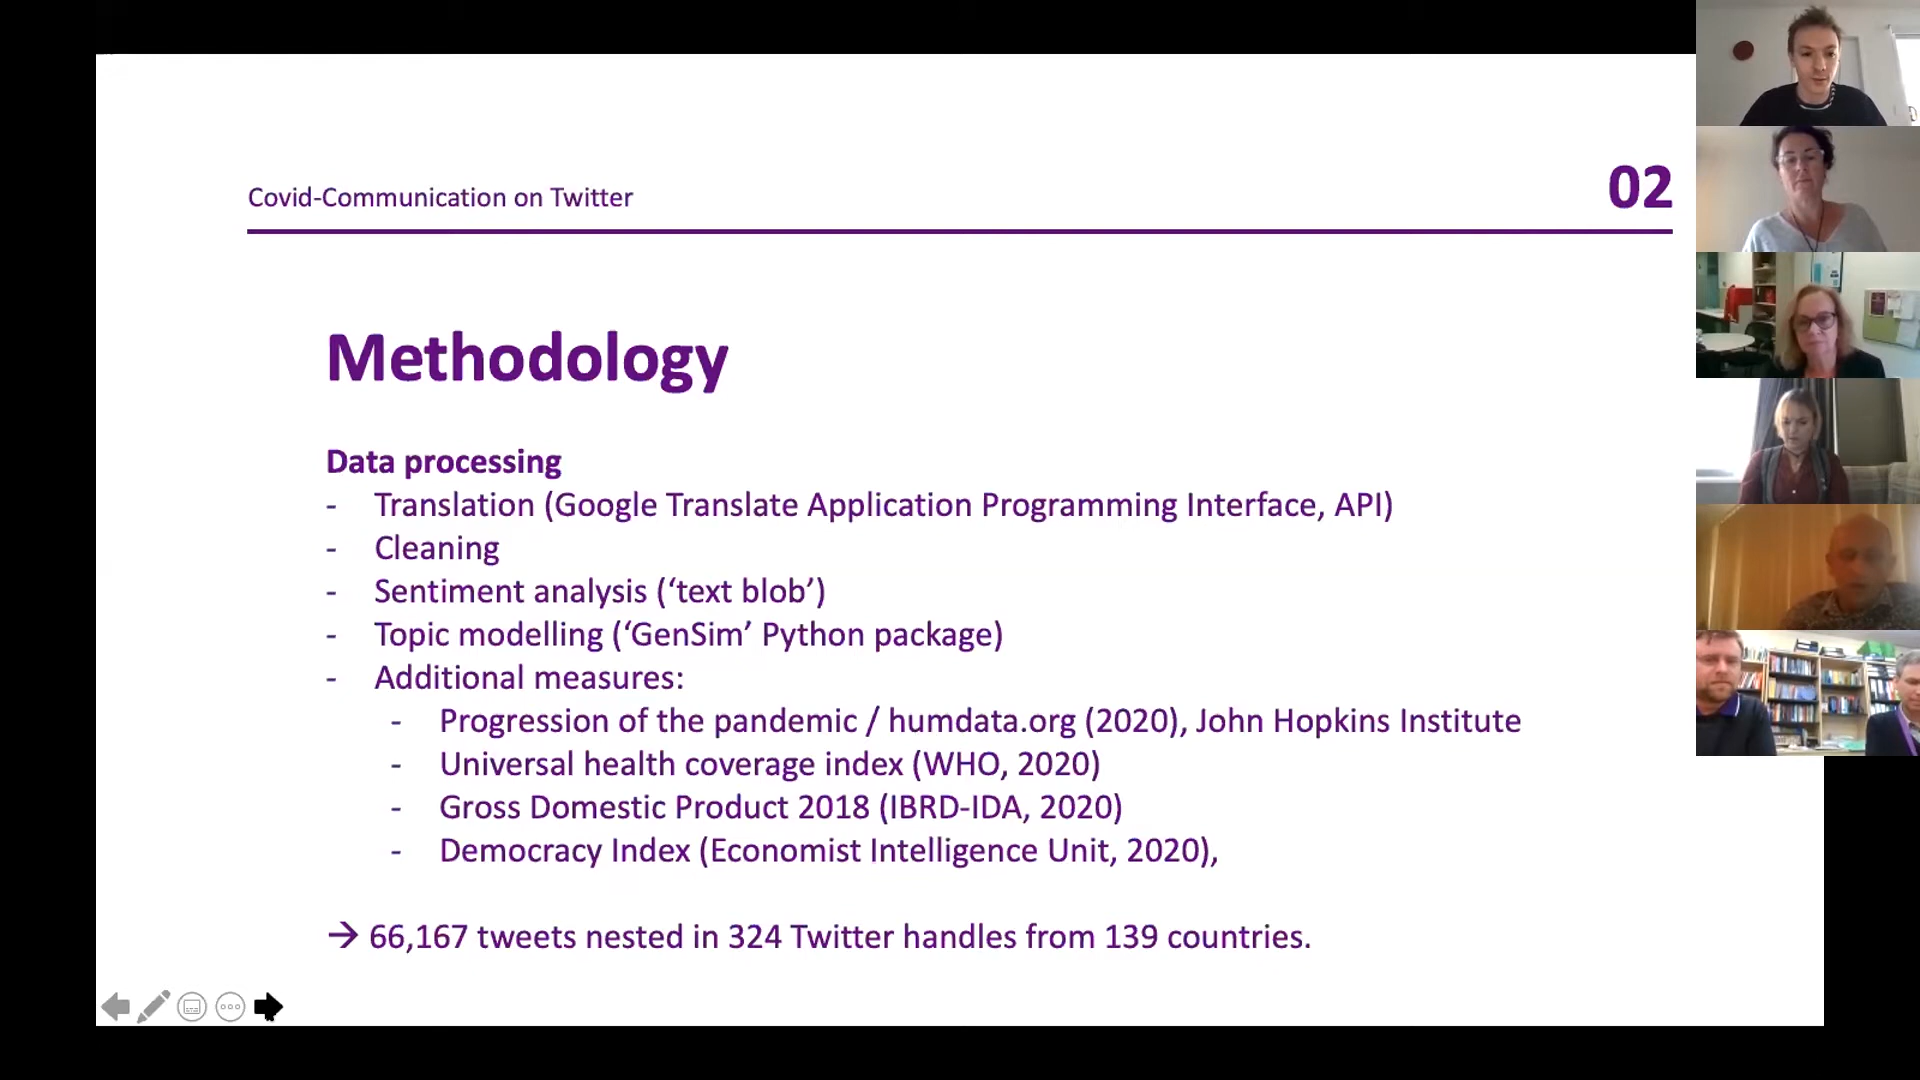 Covid-Communication on Twitter
02
Methodology
Data processing
- Translation (Google Translate Application Programming Interface, API)
- Cleaning
- Sentiment analysis (‘text blob’)
- Topic modelling (‘GenSim’ Python package)
- Additional measures:
- Progression of the pandemic / humdata.org (2020), John Hopkins Institute
- Universal health coverage index (WHO, 2020)
- Gross Domestic Product 2018 (IBRD-IDA, 2020)
- Democracy Index (Economist Intelligence Unit, 2020),
→ 66,167 tweets nested in 324 Twitter handles from 139 countries.